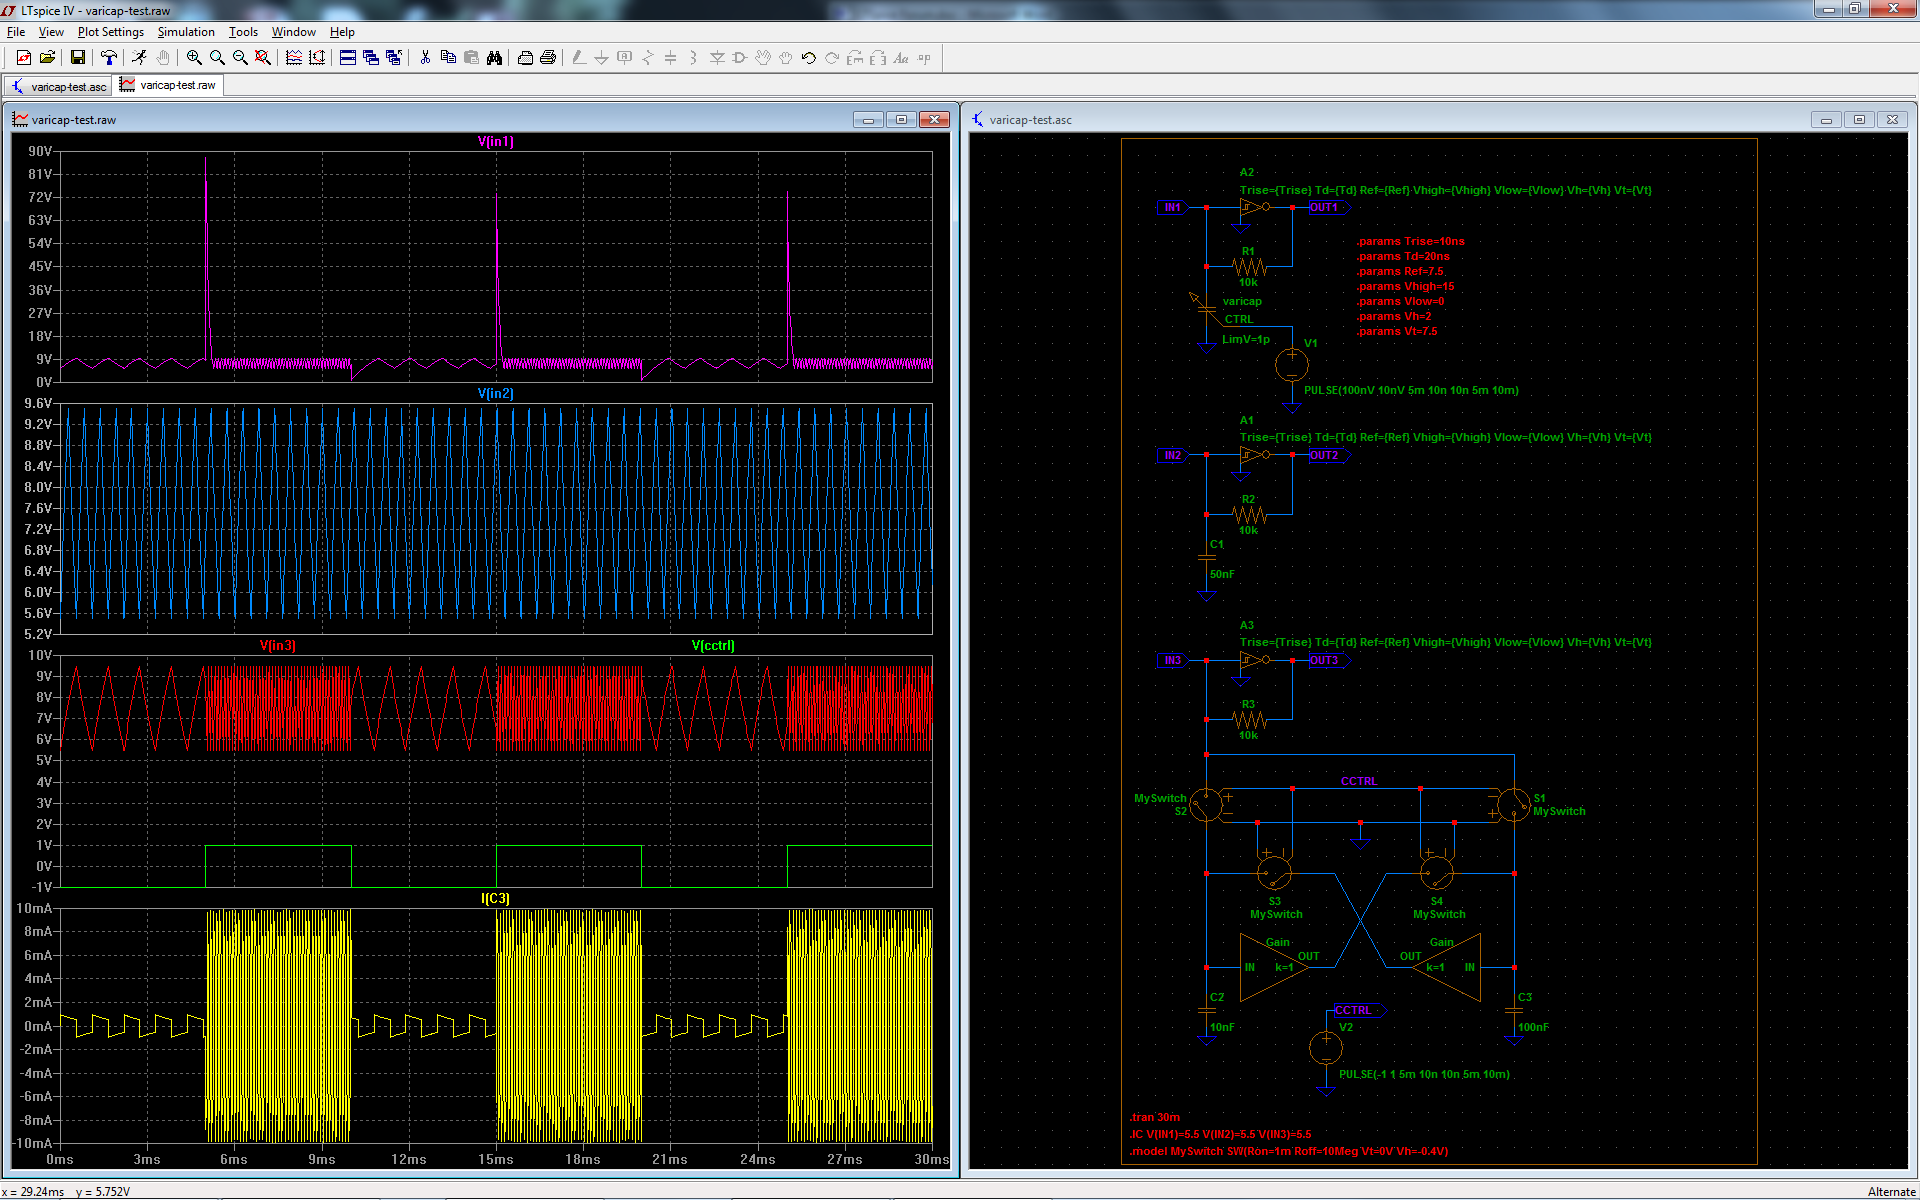 LTspice IV - varicap-test.raw
File View Plot Settings Simulation Tools Window Help
varicap-test.asc varicap-test.raw
varicap-test.raw
V(in1)
90V
81V
72V
63V
54V
45V
36V
27V
18V
9V
0V
V(in2)
9.6V
9.2V
8.8V
8.4V
8.0V
7.6V
7.2V
6.8V
6.4V
6.0V
5.6V
5.2V
V(in3) V(cctrl)
10V
9V
8V
7V
6V
5V
4V
3V
2V
1V
0V
-1V
I(C3)
10mA
8mA
6mA
4mA
2mA
0mA
-2mA
-4mA
-6mA
-8mA
-10mA
0ms 3ms 6ms 9ms 12ms 15ms 18ms 21ms 24ms 27ms 30ms
varicap-test.asc
A2
Trise={Trise} Td={Td} Ref={Ref} Vhigh={Vhigh} Vlow={Vlow} Vh={Vh} Vt={Vt}
IN1 OUT1
R1
10k
.params Trise=10ns
.params Td=20ns
.params Ref=7.5
.params Vhigh=15
.params Vlow=0
.params Vh=2
.params Vt=7.5
varicap
CTRL
LimV=1p
V1
PULSE(100nV 10nV 5m 10n 10n 5m 10m)
A1
Trise={Trise} Td={Td} Ref={Ref} Vhigh={Vhigh} Vlow={Vlow} Vh={Vh} Vt={Vt}
IN2 OUT2
R2
10k
C1
50nF
A3
Trise={Trise} Td={Td} Ref={Ref} Vhigh={Vhigh} Vlow={Vlow} Vh={Vh} Vt={Vt}
IN3 OUT3
R3
10k
CCTRL
MySwitch
S2
S1
MySwitch
S3
MySwitch
S4
MySwitch
Gain
OUT
IN k=1
Gain
OUT
k=1 IN
C2
10nF
C3
100nF
CCTRL
V2
PULSE(-1 1 5m 10n 10n 5m 10m)
.tran 30m
.IC V(IN1)=5.5 V(IN2)=5.5 V(IN3)=5.5
.model MySwitch SW(Ron=1m Roff=10Meg Vt=0V Vh=-0.4V)
x = 29.24ms y = 5.752V
Alternate